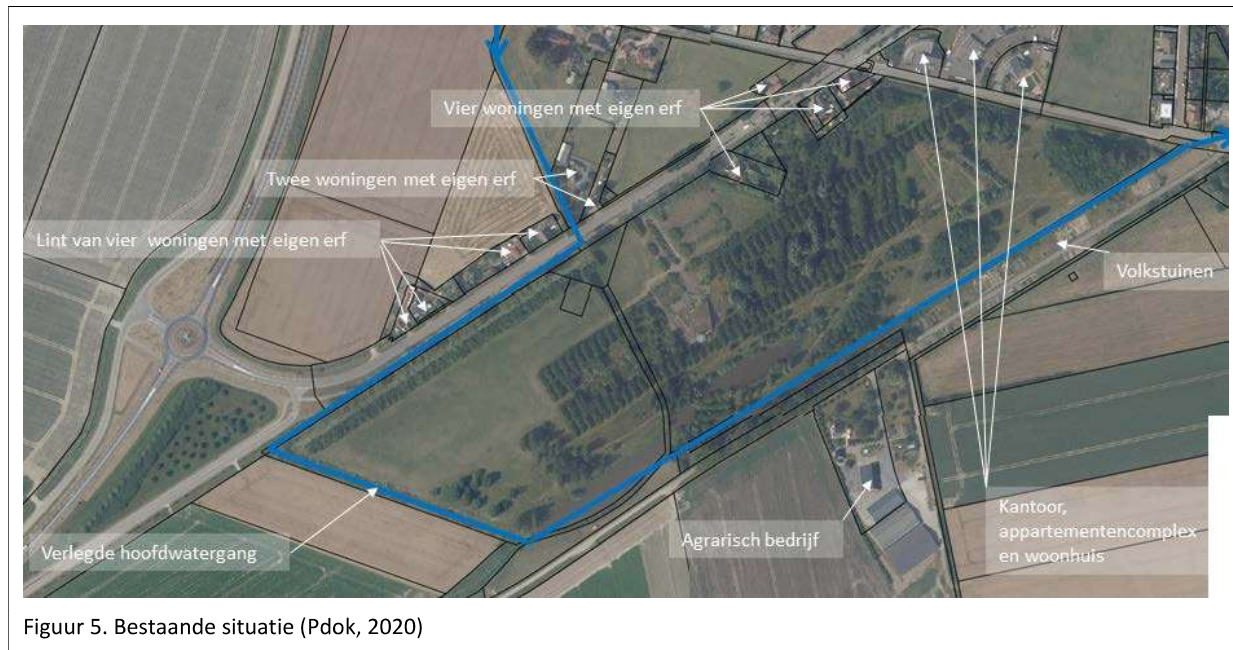 Vier woningen met eigen erf
Twee woningen met eigen erf
Lint van vier woningen met eigen erf
Volkstuinen
Verlegde hoofdwatergang
Agrarisch bedrijf
Kantoor,
appartementencomplex
en woonhuis
Figuur 5. Bestaande situatie (Pdok, 2020)